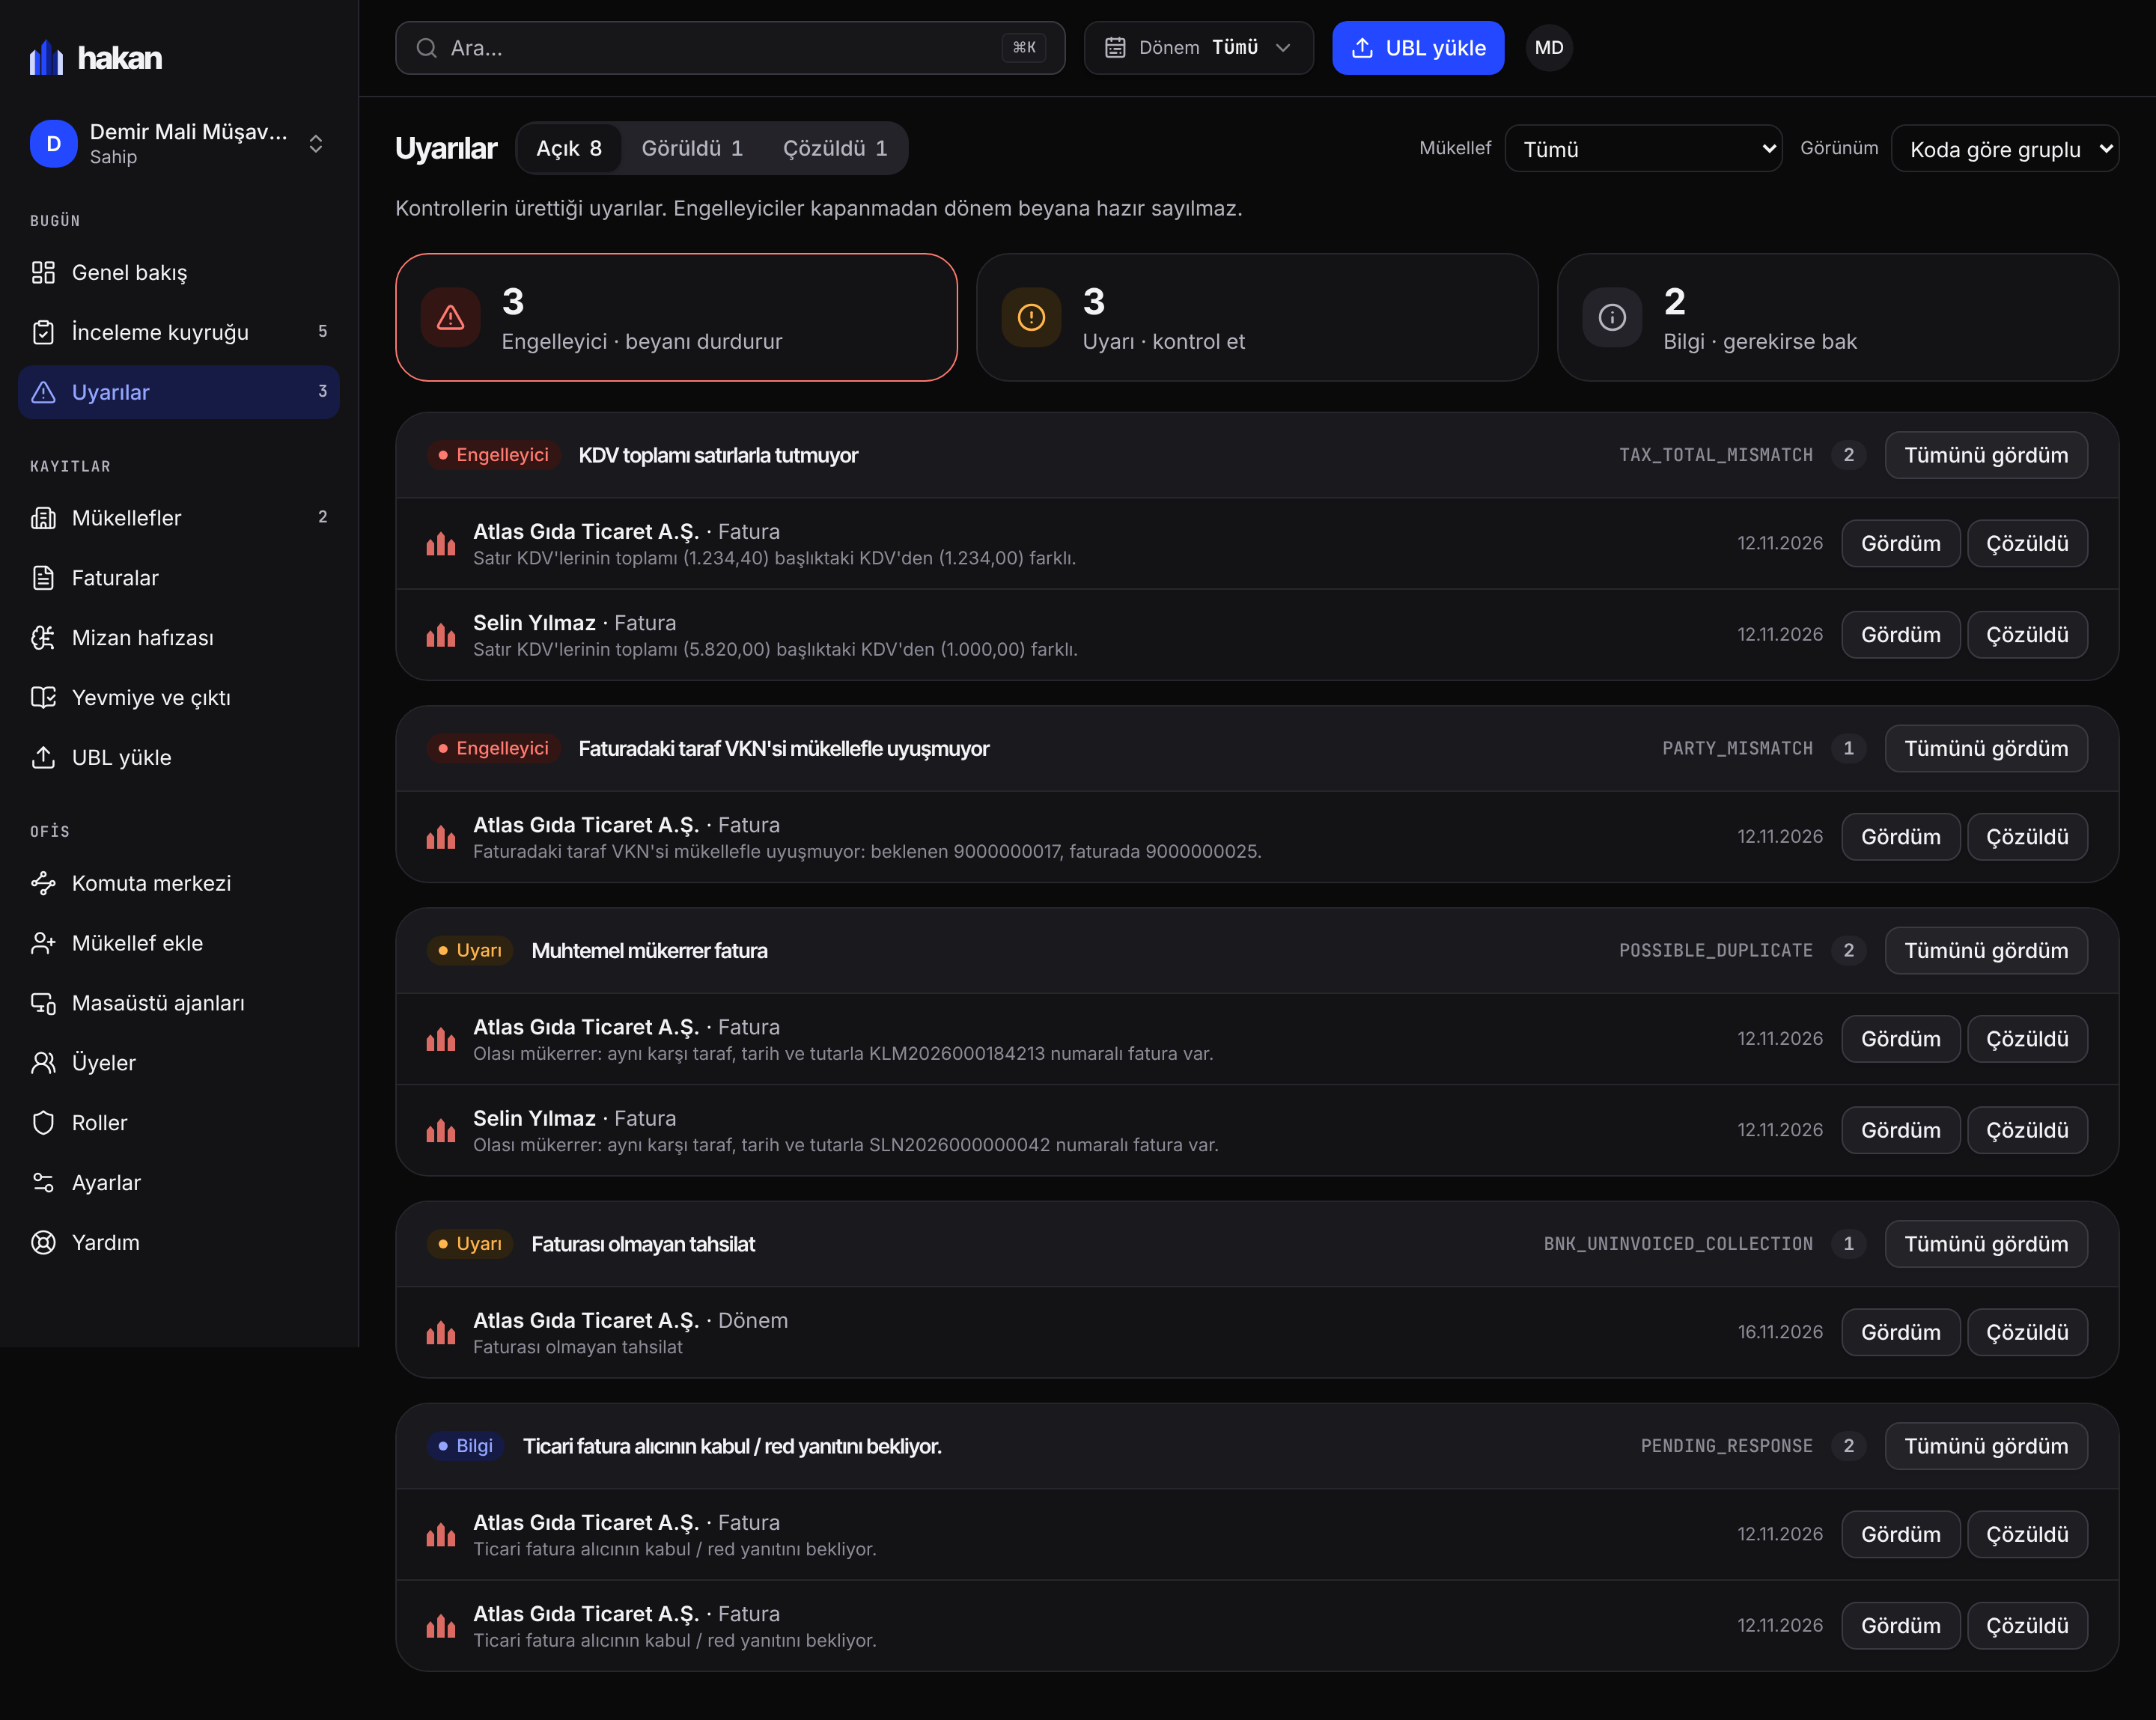 hakan
Demir Mali Müşav...
Sahip
BUGÜN
Genel bakış
İnceleme kuyruğu 5
Uyarılar 3
KAYITLAR
Mükellefler 2
Faturalar
Mizan hafızası
Yevmiye ve çıktı
UBL yükle
OFİS
Komuta merkezi
Mükellef ekle
Masaüstü ajanları
Üyeler
Roller
Ayarlar
Yardım
Ara... ⌘K
Dönem Tümü
UBL yükle
MD
Uyarılar Açık 8 Görüldü 1 Çözüldü 1
Mükellef Tümü Görünüm Koda göre gruplu
Kontrollerin ürettiği uyarılar. Engelleyiciler kapanmadan dönem beyana hazır sayılmaz.
3
Engelleyici · beyanı durdurur
3
Uyarı · kontrol et
2
Bilgi · gerekirse bak
Engelleyici KDV toplamı satırlarla tutmuyor TAX_TOTAL_MISMATCH 2 Tümünü gördüm
Atlas Gıda Ticaret A.Ş. · Fatura
Satır KDV'lerinin toplamı (1.234,40) başlıktaki KDV'den (1.234,00) farklı.
12.11.2026 Gördüm Çözüldü
Selin Yılmaz · Fatura
Satır KDV'lerinin toplamı (5.820,00) başlıktaki KDV'den (1.000,00) farklı.
12.11.2026 Gördüm Çözüldü
Engelleyici Faturadaki taraf VKN'si mükellefle uyuşmuyor PARTY_MISMATCH 1 Tümünü gördüm
Atlas Gıda Ticaret A.Ş. · Fatura
Faturadaki taraf VKN'si mükellefle uyuşmuyor: beklenen 9000000017, faturada 9000000025.
12.11.2026 Gördüm Çözüldü
Uyarı Muhtemel mükerrer fatura POSSIBLE_DUPLICATE 2 Tümünü gördüm
Atlas Gıda Ticaret A.Ş. · Fatura
Olası mükerrer: aynı karşı taraf, tarih ve tutarla KLM2026000184213 numaralı fatura var.
12.11.2026 Gördüm Çözüldü
Selin Yılmaz · Fatura
Olası mükerrer: aynı karşı taraf, tarih ve tutarla SLN2026000000042 numaralı fatura var.
12.11.2026 Gördüm Çözüldü
Uyarı Faturası olmayan tahsilat BNK_UNINVOICED_COLLECTION 1 Tümünü gördüm
Atlas Gıda Ticaret A.Ş. · Dönem
Faturası olmayan tahsilat
16.11.2026 Gördüm Çözüldü
Bilgi Ticari fatura alıcının kabul / red yanıtını bekliyor. PENDING_RESPONSE 2 Tümünü gördüm
Atlas Gıda Ticaret A.Ş. · Fatura
Ticari fatura alıcının kabul / red yanıtını bekliyor.
12.11.2026 Gördüm Çözüldü
Atlas Gıda Ticaret A.Ş. · Fatura
Ticari fatura alıcının kabul / red yanıtını bekliyor.
12.11.2026 Gördüm Çözüldü